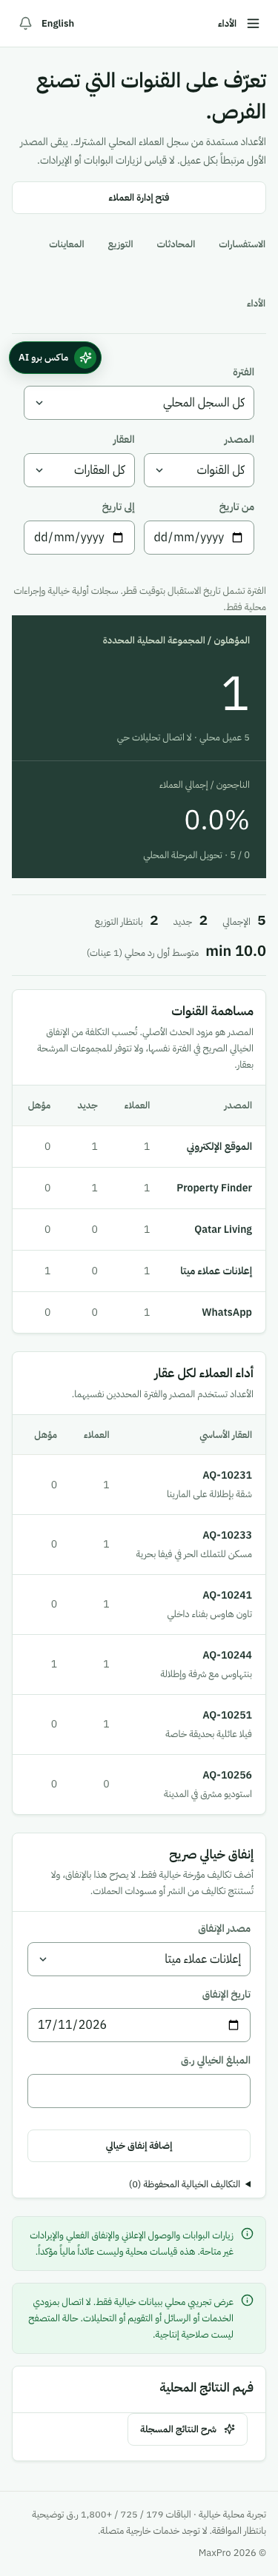 الأداء
English
تعرّف على القنوات التي تصنع
الفرص.
الأعداد مستمدة من سجل العملاء المحلي المشترك. يبقى المصدر
الأول مرتبطاً بكل عميل. لا قياس لزيارات البوابات أو الإيرادات.
فتح إدارة العملاء
الاستفسارات
المحادثات
التوزيع
المعاينات
الأداء
ماكس برو AI
الفترة
كل السجل المحلي
المصدر
العقار
كل القنوات
كل العقارات
من تاريخ
إلى تاريخ
dd/mm/yyyy
dd/mm/yyyy
الفترة تشمل تاريخ الاستقبال بتوقيت قطر. سجلات أولية خيالية وإجراءات
محلية فقط.
المؤهلون / المجموعة المحلية المحددة
1
5 عميل محلي · لا اتصال تحليلات حي
الناجحون / إجمالي العملاء
0.0%
0 / 5 · تحويل المرحلة المحلي
5 الإجمالي
2 جديد
2 بانتظار التوزيع
10.0 min متوسط أول رد محلي (1 عينات)
مساهمة القنوات
المصدر هو مزود الحدث الأصلي. تُحسب التكلفة من الإنفاق
الخيالي الصريح في الفترة نفسها، ولا تتوفر للمجموعات المرشحة
بعقار.
المصدر العملاء جديد مؤهل
الموقع الإلكتروني 1 1 0
Property Finder 1 1 0
Qatar Living 1 0 0
إعلانات عملاء ميتا 1 0 1
WhatsApp 1 0 0
أداء العملاء لكل عقار
الأعداد تستخدم المصدر والفترة المحددين نفسيهما.
العقار الأساسي العملاء مؤهل
AQ-10231
شقة بإطلالة على المارينا
1 0
AQ-10233
مسكن للتملك الحر في فيفا بحرية
1 0
AQ-10241
تاون هاوس بفناء داخلي
1 0
AQ-10244
بنتهاوس مع شرفة وإطلالة
1 1
AQ-10251
فيلا عائلية بحديقة خاصة
1 0
AQ-10256
استوديو مشرق في المدينة
0 0
إنفاق خيالي صريح
أضف تكاليف مؤرخة خيالية فقط. لا يصرّح هذا بالإنفاق، ولا
تُستنتج تكاليف من النشر أو مسودات الحملات.
مصدر الإنفاق
إعلانات عملاء ميتا
تاريخ الإنفاق
17/11/2026
المبلغ الخيالي ر.ق
إضافة إنفاق خيالي
التكاليف الخيالية المحفوظة (0)
زيارات البوابات والوصول الإعلاني والإنفاق الفعلي والإيرادات
غير متاحة. هذه قياسات محلية وليست عائداً مالياً مؤكداً.
عرض تجريبي محلي ببيانات خيالية فقط. لا اتصال بمزودي
الخدمات أو الرسائل أو التقويم أو التحليلات. حالة المتصفح
ليست صلاحية إنتاجية.
فهم النتائج المحلية
شرح النتائج المسجلة
تجربة محلية خيالية · الباقات 179 / 725 / +1,800 ر.ق توضيحية
بانتظار الموافقة. لا توجد خدمات خارجية متصلة.
© 2026 MaxPro